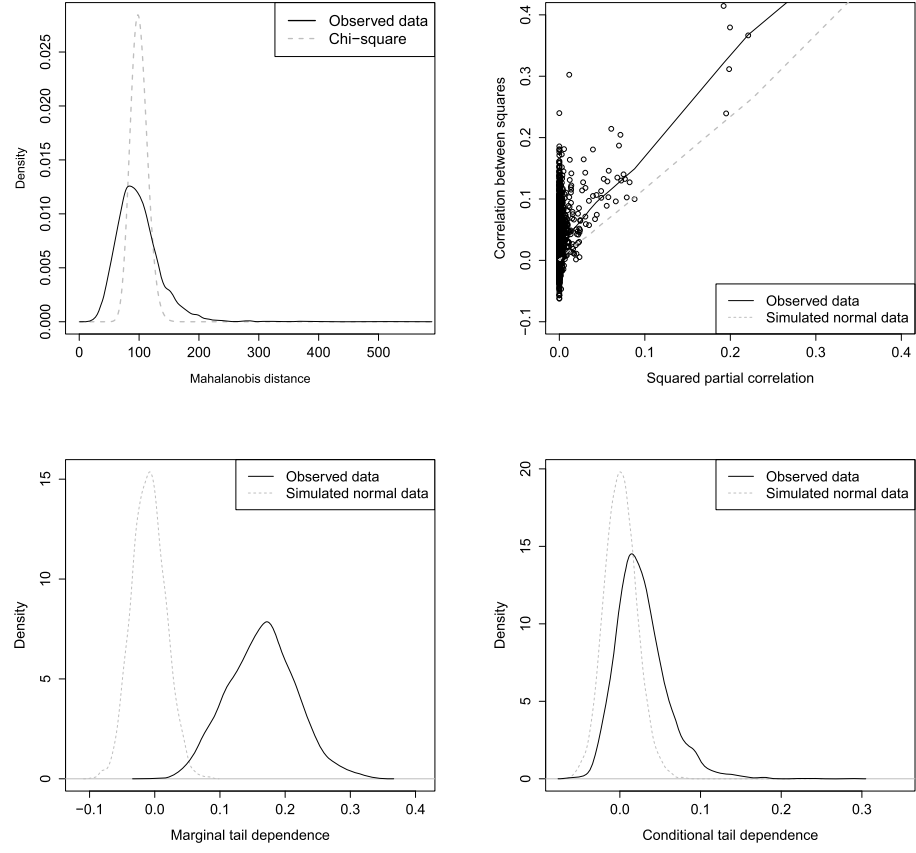 Observed data
Chi−square
Density
0.000 0.005 0.010 0.015 0.020 0.025
0 100 200 300 400 500
Mahalanobis distance
Correlation between squares
−0.1 0.0 0.1 0.2 0.3 0.4
Observed data
Simulated normal data
0.0 0.1 0.2 0.3 0.4
Squared partial correlation
Observed data
Simulated normal data
Density
0 5 10 15
−0.1 0.0 0.1 0.2 0.3 0.4
Marginal tail dependence
Observed data
Simulated normal data
Density
0 5 10 15 20
0.0 0.1 0.2 0.3
Conditional tail dependence